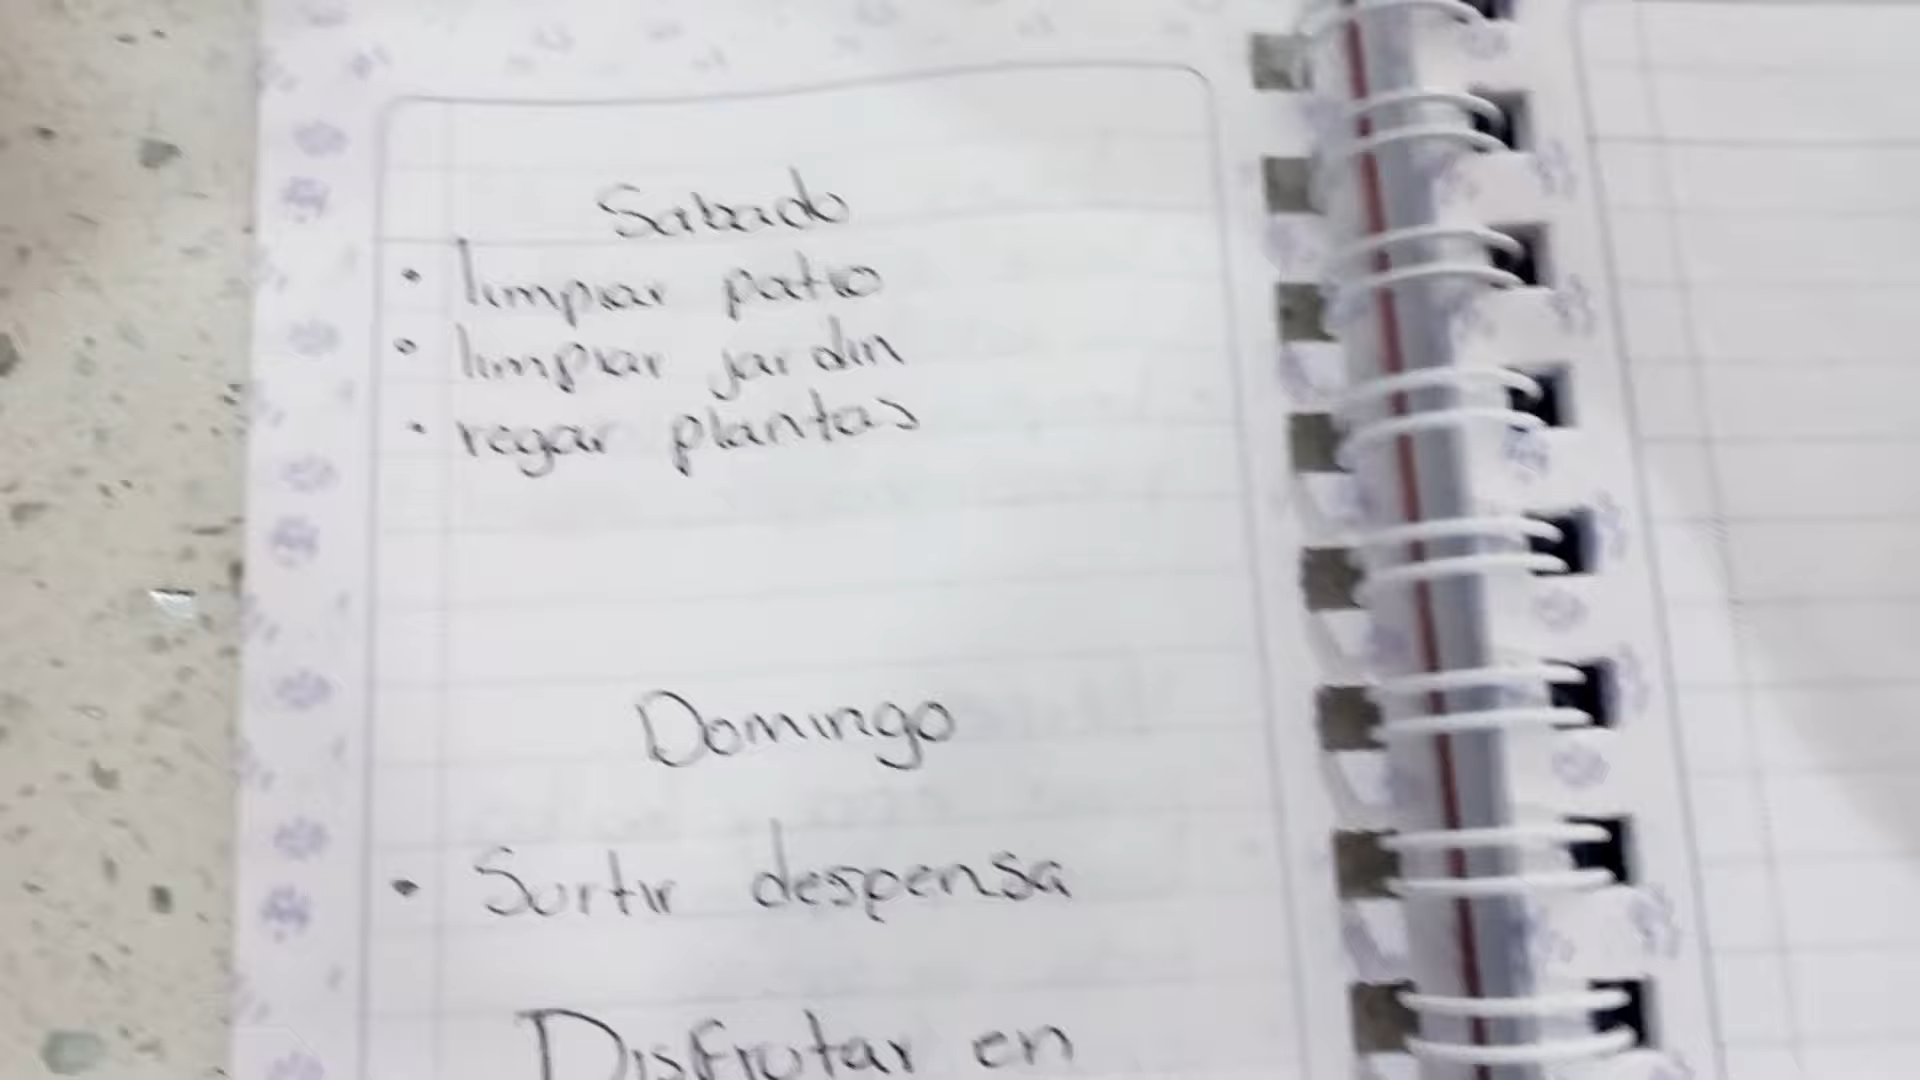 Sabado
• limpiar patio
• limpiar jardin
• regar plantas
Domingo
• Surtir despensa
Disfrutar en